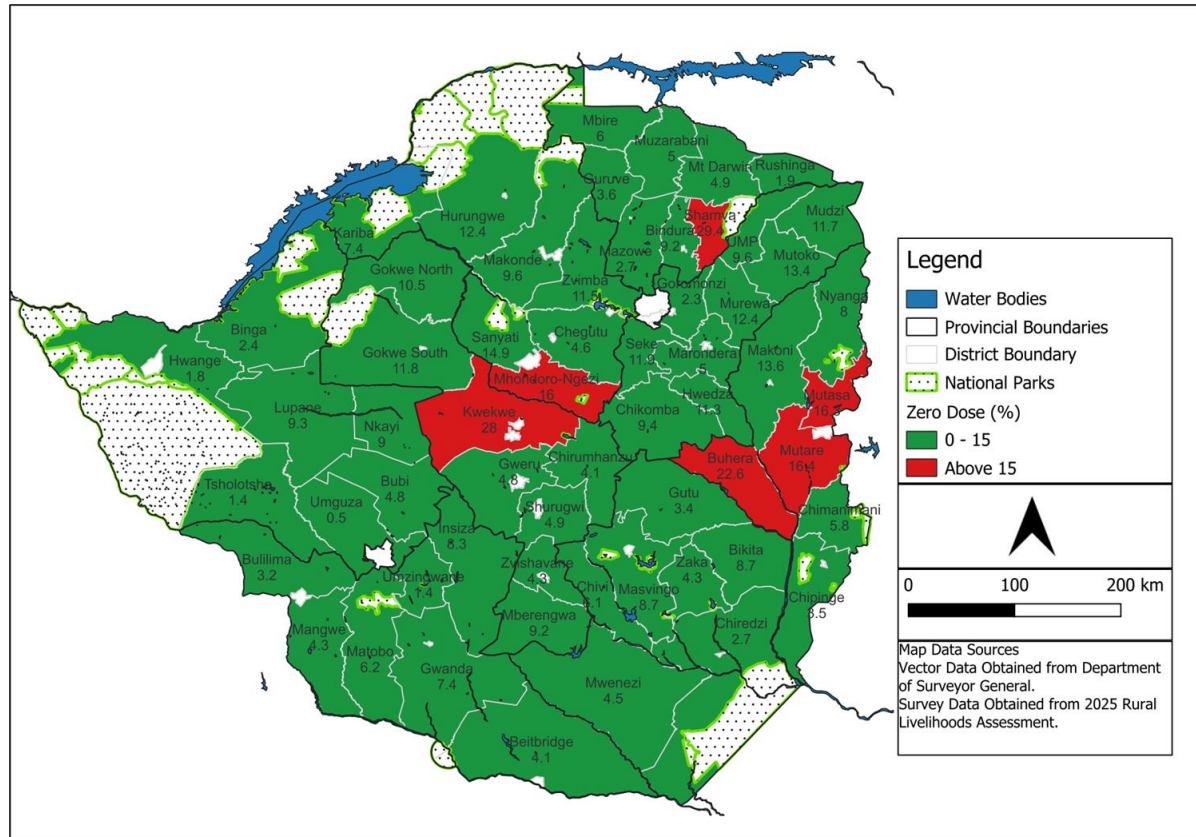 Mbire
6
Muzarabani
5
Mt Darwin
4.9
Rushinga
1.9
Guruve
3.6
Shamva
29.4
Mudzi
11.7
Hurungwe
12.4
Bindura
9.2
UMP
9.6
Kariba
7.4
Makonde
9.6
Mazowe
2.7
Mutoko
13.4
Gokwe North
10.5
Zvimba
11.5
Goromonzi
2.3
Murewa
12.4
Nyanga
8
Binga
2.4
Sanyati
14.9
Chegutu
4.6
Seke
11.9
Marondera
5
Makoni
13.6
Hwange
1.8
Gokwe South
11.8
Mhondoro-Ngezi
16
Hwedza
11.3
Mutasa
Lupane
9.3
Nkayi
9
Kwekwe
28
Chikomba
9.4
Mutare
16.4
Gweru
4.8
Chirumhanzu
4.1
Buhera
22.6
Tsholotsho
1.4
Umguza
0.5
Bubi
4.8
Shurugwi
4.9
Gutu
3.4
Chimanimani
5.8
Insiza
Bulilima
3.2
Umzingwane
1.4
Zvishavane
4.3
Chivi
Masvingo
8.7
Zaka
4.3
Bikita
8.7
Chipinge
Mangwe
4.3
Matobo
6.2
Mberengwa
9.2
Chiredzi
2.7
Gwanda
7.4
Mwenezi
4.5
Beitbridge
4.1
Legend
Water Bodies
Provincial Boundaries
District Boundary
National Parks
Zero Dose (%)
0 - 15
Above 15
0 100 200 km
Map Data Sources
Vector Data Obtained from Department
of Surveyor General.
Survey Data Obtained from 2025 Rural
Livelihoods Assessment.